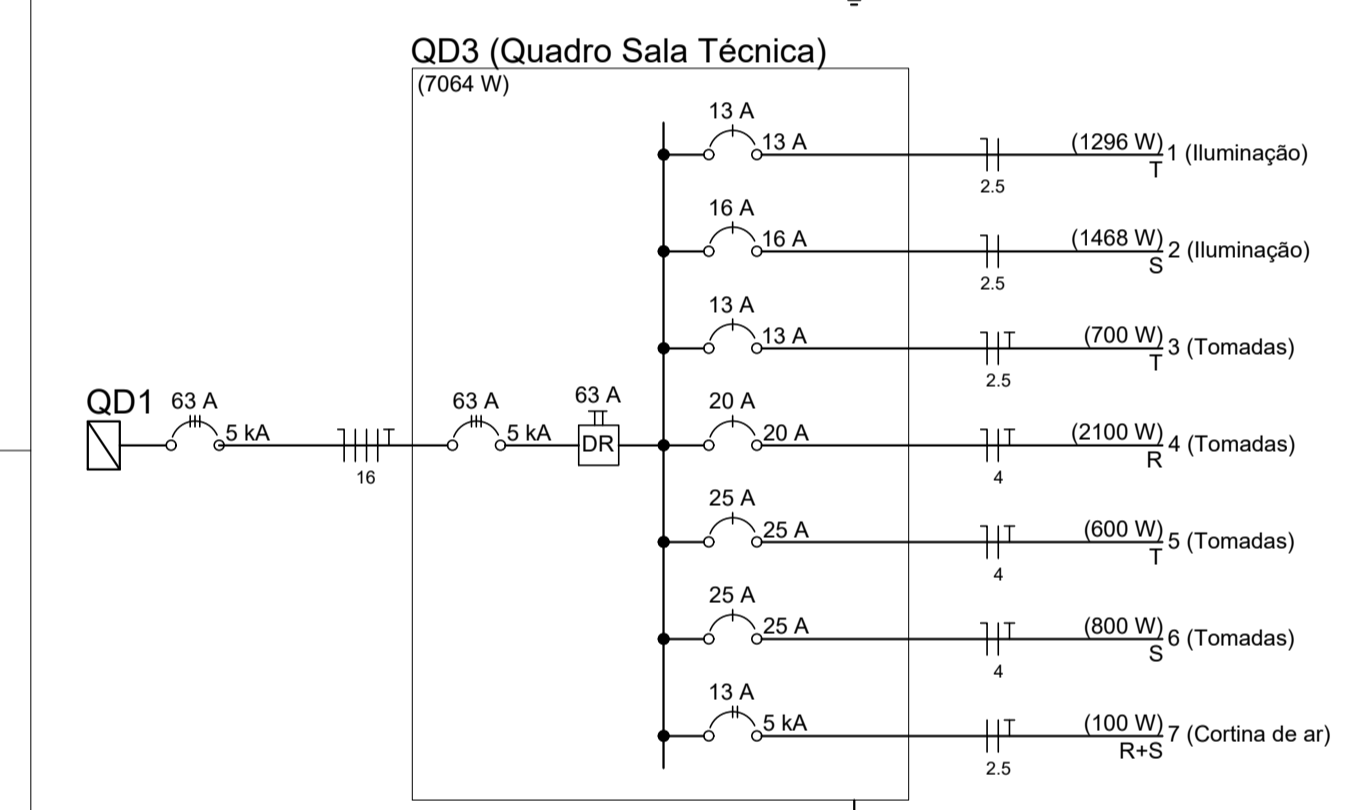 QD3 (Quadro Sala Técnica)
(7064 W)
13 A
13 A
2.5
(1296 W)
T
1 (Iluminação)
16 A
16 A
2.5
(1468 W)
S
2 (Iluminação)
13 A
13 A
2.5
(700 W)
T
3 (Tomadas)
QD1
63 A
5 kA
16
63 A
5 kA
63 A
DR
20 A
20 A
4
(2100 W)
R
4 (Tomadas)
25 A
25 A
4
(600 W)
T
5 (Tomadas)
25 A
25 A
4
(800 W)
S
6 (Tomadas)
13 A
5 kA
2.5
(100 W)
R+S
7 (Cortina de ar)